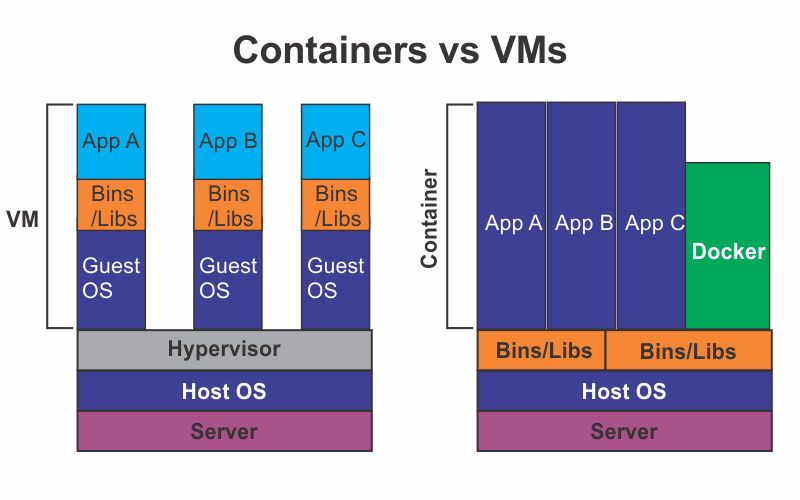 Containers vs VMs
VM
App A
Bins
/Libs
Guest
OS
App B
Bins
/Libs
Guest
OS
App C
Bins
/Libs
Guest
OS
Hypervisor
Host OS
Server
Container
App A
App B
App C
Docker
Bins/Libs
Bins/Libs
Host OS
Server